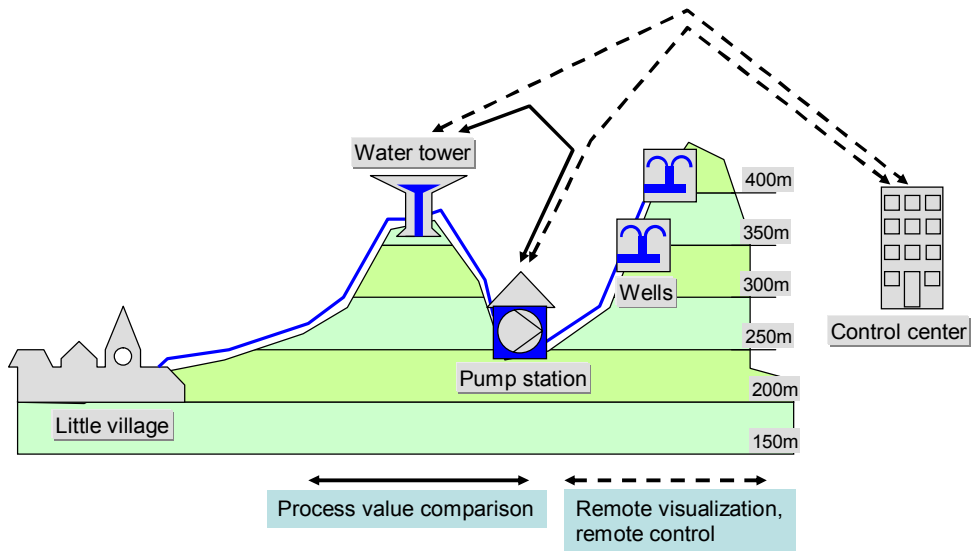 Water tower
400m
350m
Wells
300m
Control center
250m
Pump station
200m
Little village
150m
Process value comparison
Remote visualization,
remote control